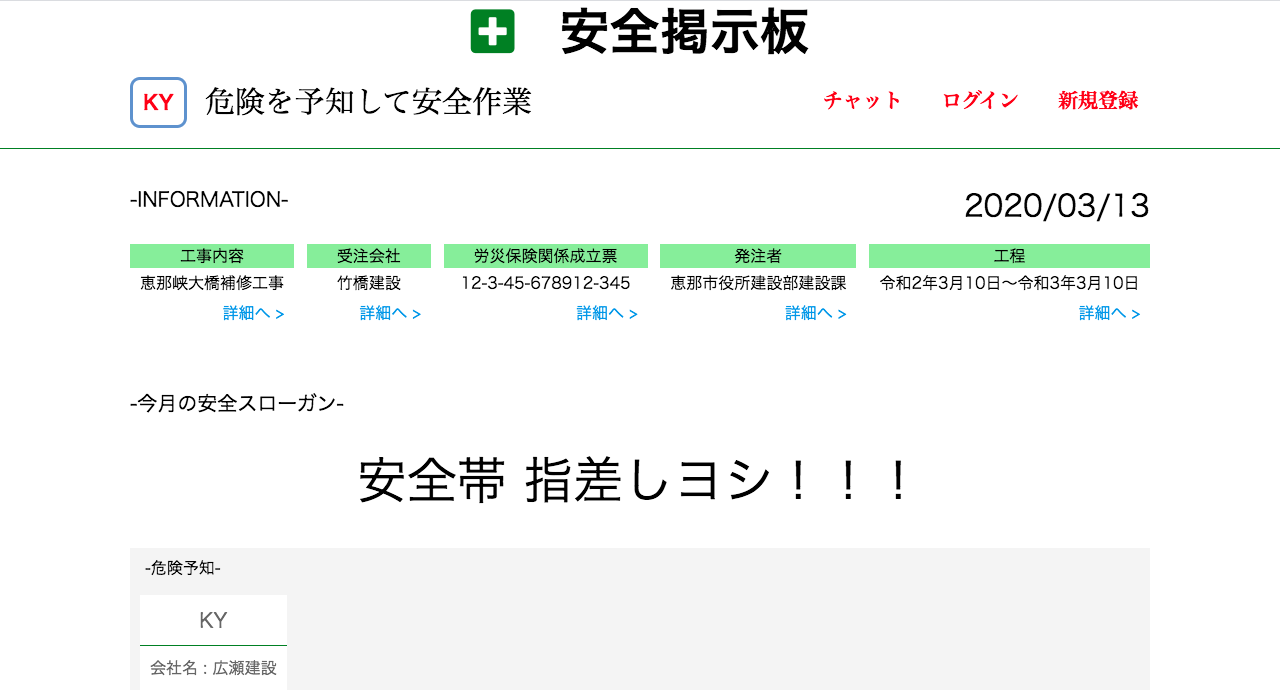 安全掲示板
KY 危険を予知して安全作業 チャット ログイン 新規登録
-INFORMATION- 2020/03/13
工事内容 受注会社 労災保険関係成立票 発注者 工程
恵那峡大橋補修工事 竹橋建設 12-3-45-678912-345 恵那市役所建設部建設課 令和2年3月10日〜令和3年3月10日
詳細へ > 詳細へ > 詳細へ > 詳細へ > 詳細へ >
-今月の安全スローガン-
安全帯 指差しヨシ！！！
-危険予知-
KY
会社名 : 広瀬建設